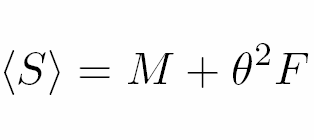 ⟨S⟩ = M + θ²F